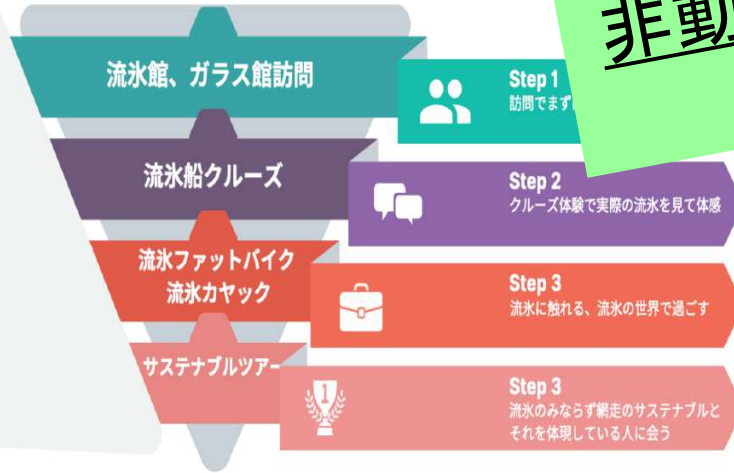 非動
流氷館、ガラス館訪問
Step 1
訪問でまず
流氷船クルーズ
Step 2
クルーズ体験で実際の流氷を見て体感
流氷ファットバイク
流氷カヤック
Step 3
流氷に触れる、流氷の世界で過ごす
サステナブルツアー
1
Step 3
流氷のみならず網走のサステナブルと
それを体現している人に会う